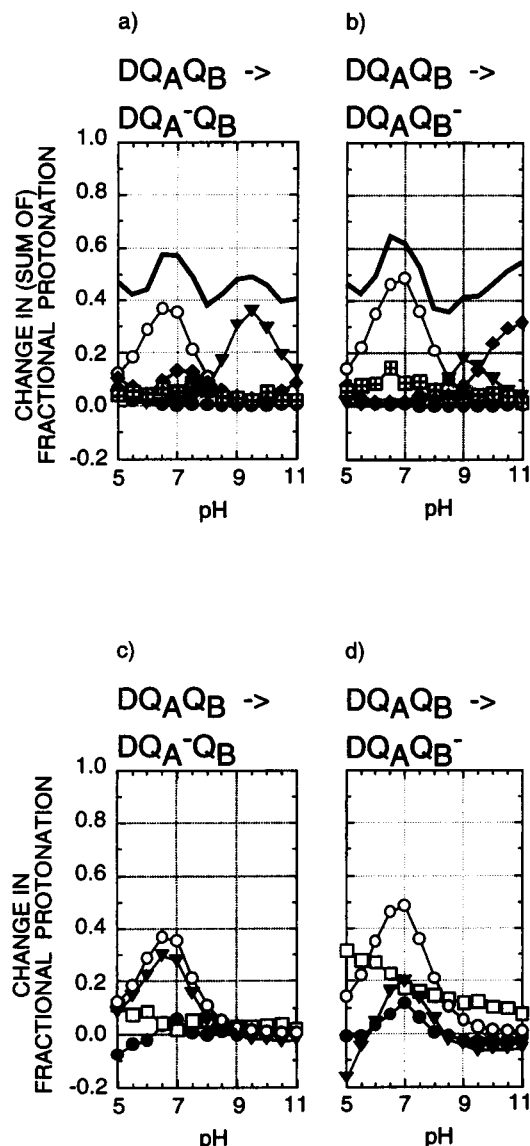 a)
b)
DQAQB ->
DQA-QB
DQAQB ->
DQAQB-
CHANGE IN (SUM OF)
FRACTIONAL PROTONATION
1.0
0.8
0.6
0.4
0.2
0.0
-0.2
5 7 9 11
5 7 9 11
pH
pH
c)
d)
DQAQB ->
DQA-QB
DQAQB ->
DQAQB-
CHANGE IN
FRACTIONAL PROTONATION
1.0
0.8
0.6
0.4
0.2
0.0
-0.2
5 7 9 11
5 7 9 11
pH
pH